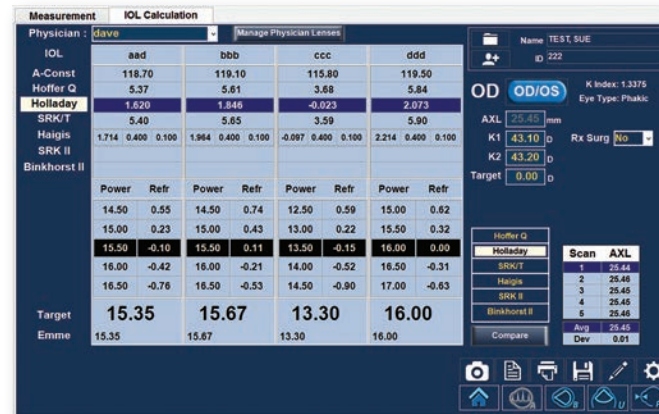 Measurement IOL Calculation
Physician : dave Manage Physician Lenses
IOL aad bbb ccc ddd
A-Const 118.70 119.10 115.80 119.50
Hoffer Q 5.37 5.61 3.68 5.84
Holladay 1.620 1.846 -0.023 2.073
SRK/T 5.40 5.65 3.59 5.90
Haigis 1.714 0.400 0.100 1.964 0.400 0.100 -0.097 0.400 0.100 2.214 0.400 0.100
SRK II
Binkhorst II
Power Refr Power Refr Power Refr Power Refr
14.50 0.55 14.50 0.74 12.50 0.59 15.00 0.62
15.00 0.23 15.00 0.43 13.00 0.22 15.50 0.32
15.50 -0.10 15.50 0.11 13.50 -0.15 16.00 0.00
16.00 -0.42 16.00 -0.21 14.00 -0.52 16.50 -0.31
16.50 -0.76 16.50 -0.53 14.50 -0.90 17.00 -0.63
Target 15.35 15.67 13.30 16.00
Emme 15.35 15.67 13.30 16.00
Name TEST, SUE
ID 222
OD OD/OS K Index: 1.3375
Eye Type: Phakic
AXL 25.45 mm
K1 43.10 D Rx Surg No
K2 43.20 D
Target 0.00 D
Hoffer Q
Holladay
SRK/T
Haigis
SRK II
Binkhorst II
Compare
Scan AXL
1 25.44
2 25.46
3 25.45
4 25.45
5 25.46
Avg 25.45
Dev 0.01